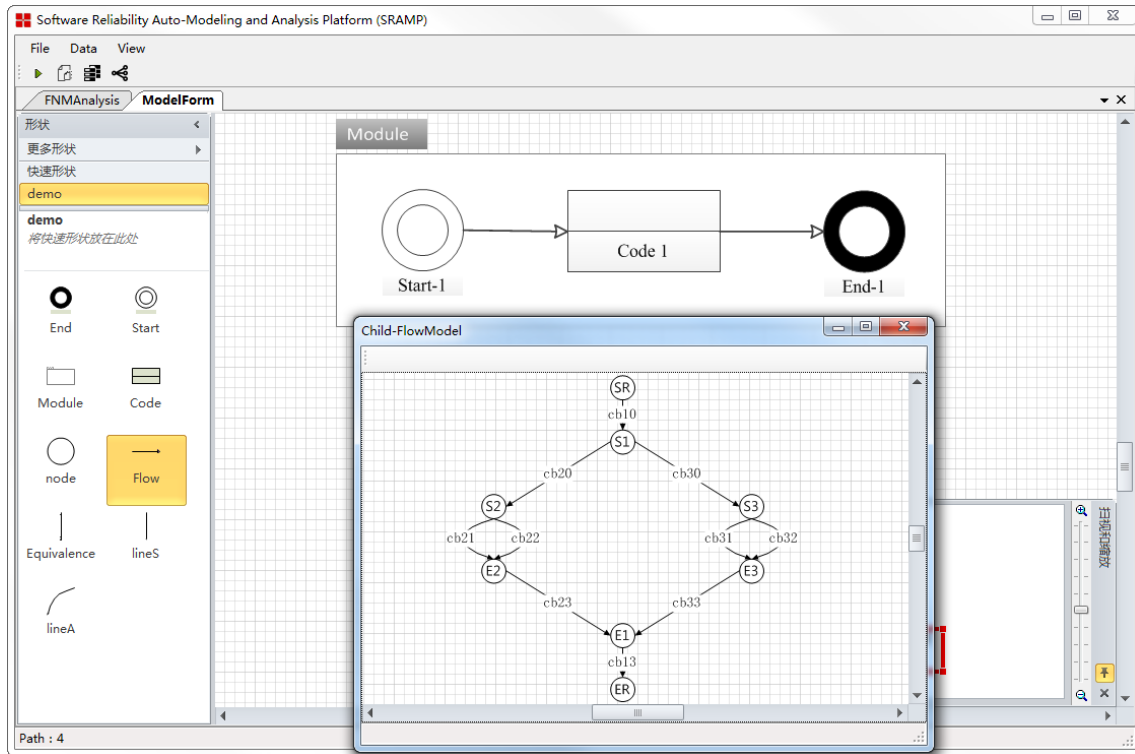 Software Reliability Auto-Modeling and Analysis Platform (SRAMP)
File Data View
FNMAnalysis ModelForm
形状
更多形状
快速形状
demo
demo
将快速形状放在此处
End Start
Module Code
node Flow
Equivalence lineS
lineA
Module
Start-1
Code 1
End-1
Child-FlowModel
SR
cb10
S1
cb20 cb30
S2 S3
cb21 cb22 cb31 cb32
E2 E3
cb23 cb33
E1
cb13
ER
扫视和缩放
Path : 4